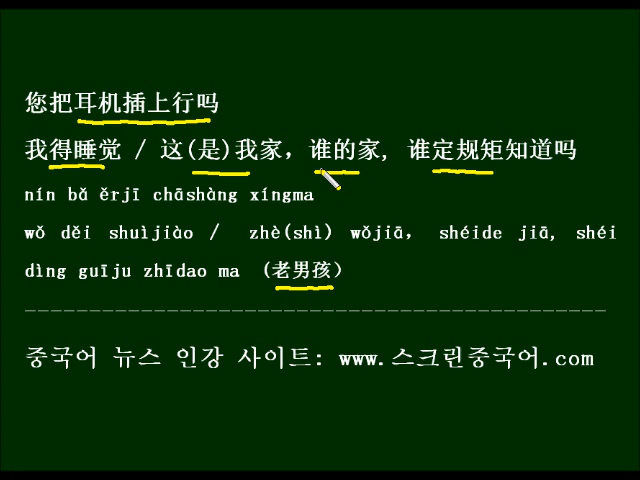 您把耳机插上行吗
我得睡觉 / 这(是)我家，谁的家, 谁定规矩知道吗
nín bǎ ěrjī chāshàng xíngma
wǒ děi shuìjiào / zhè(shì) wǒjiā, shéide jiā, shéi
dìng guīju zhīdao ma （老男孩）
중국어 뉴스 인강 사이트: www.스크린중국어.com